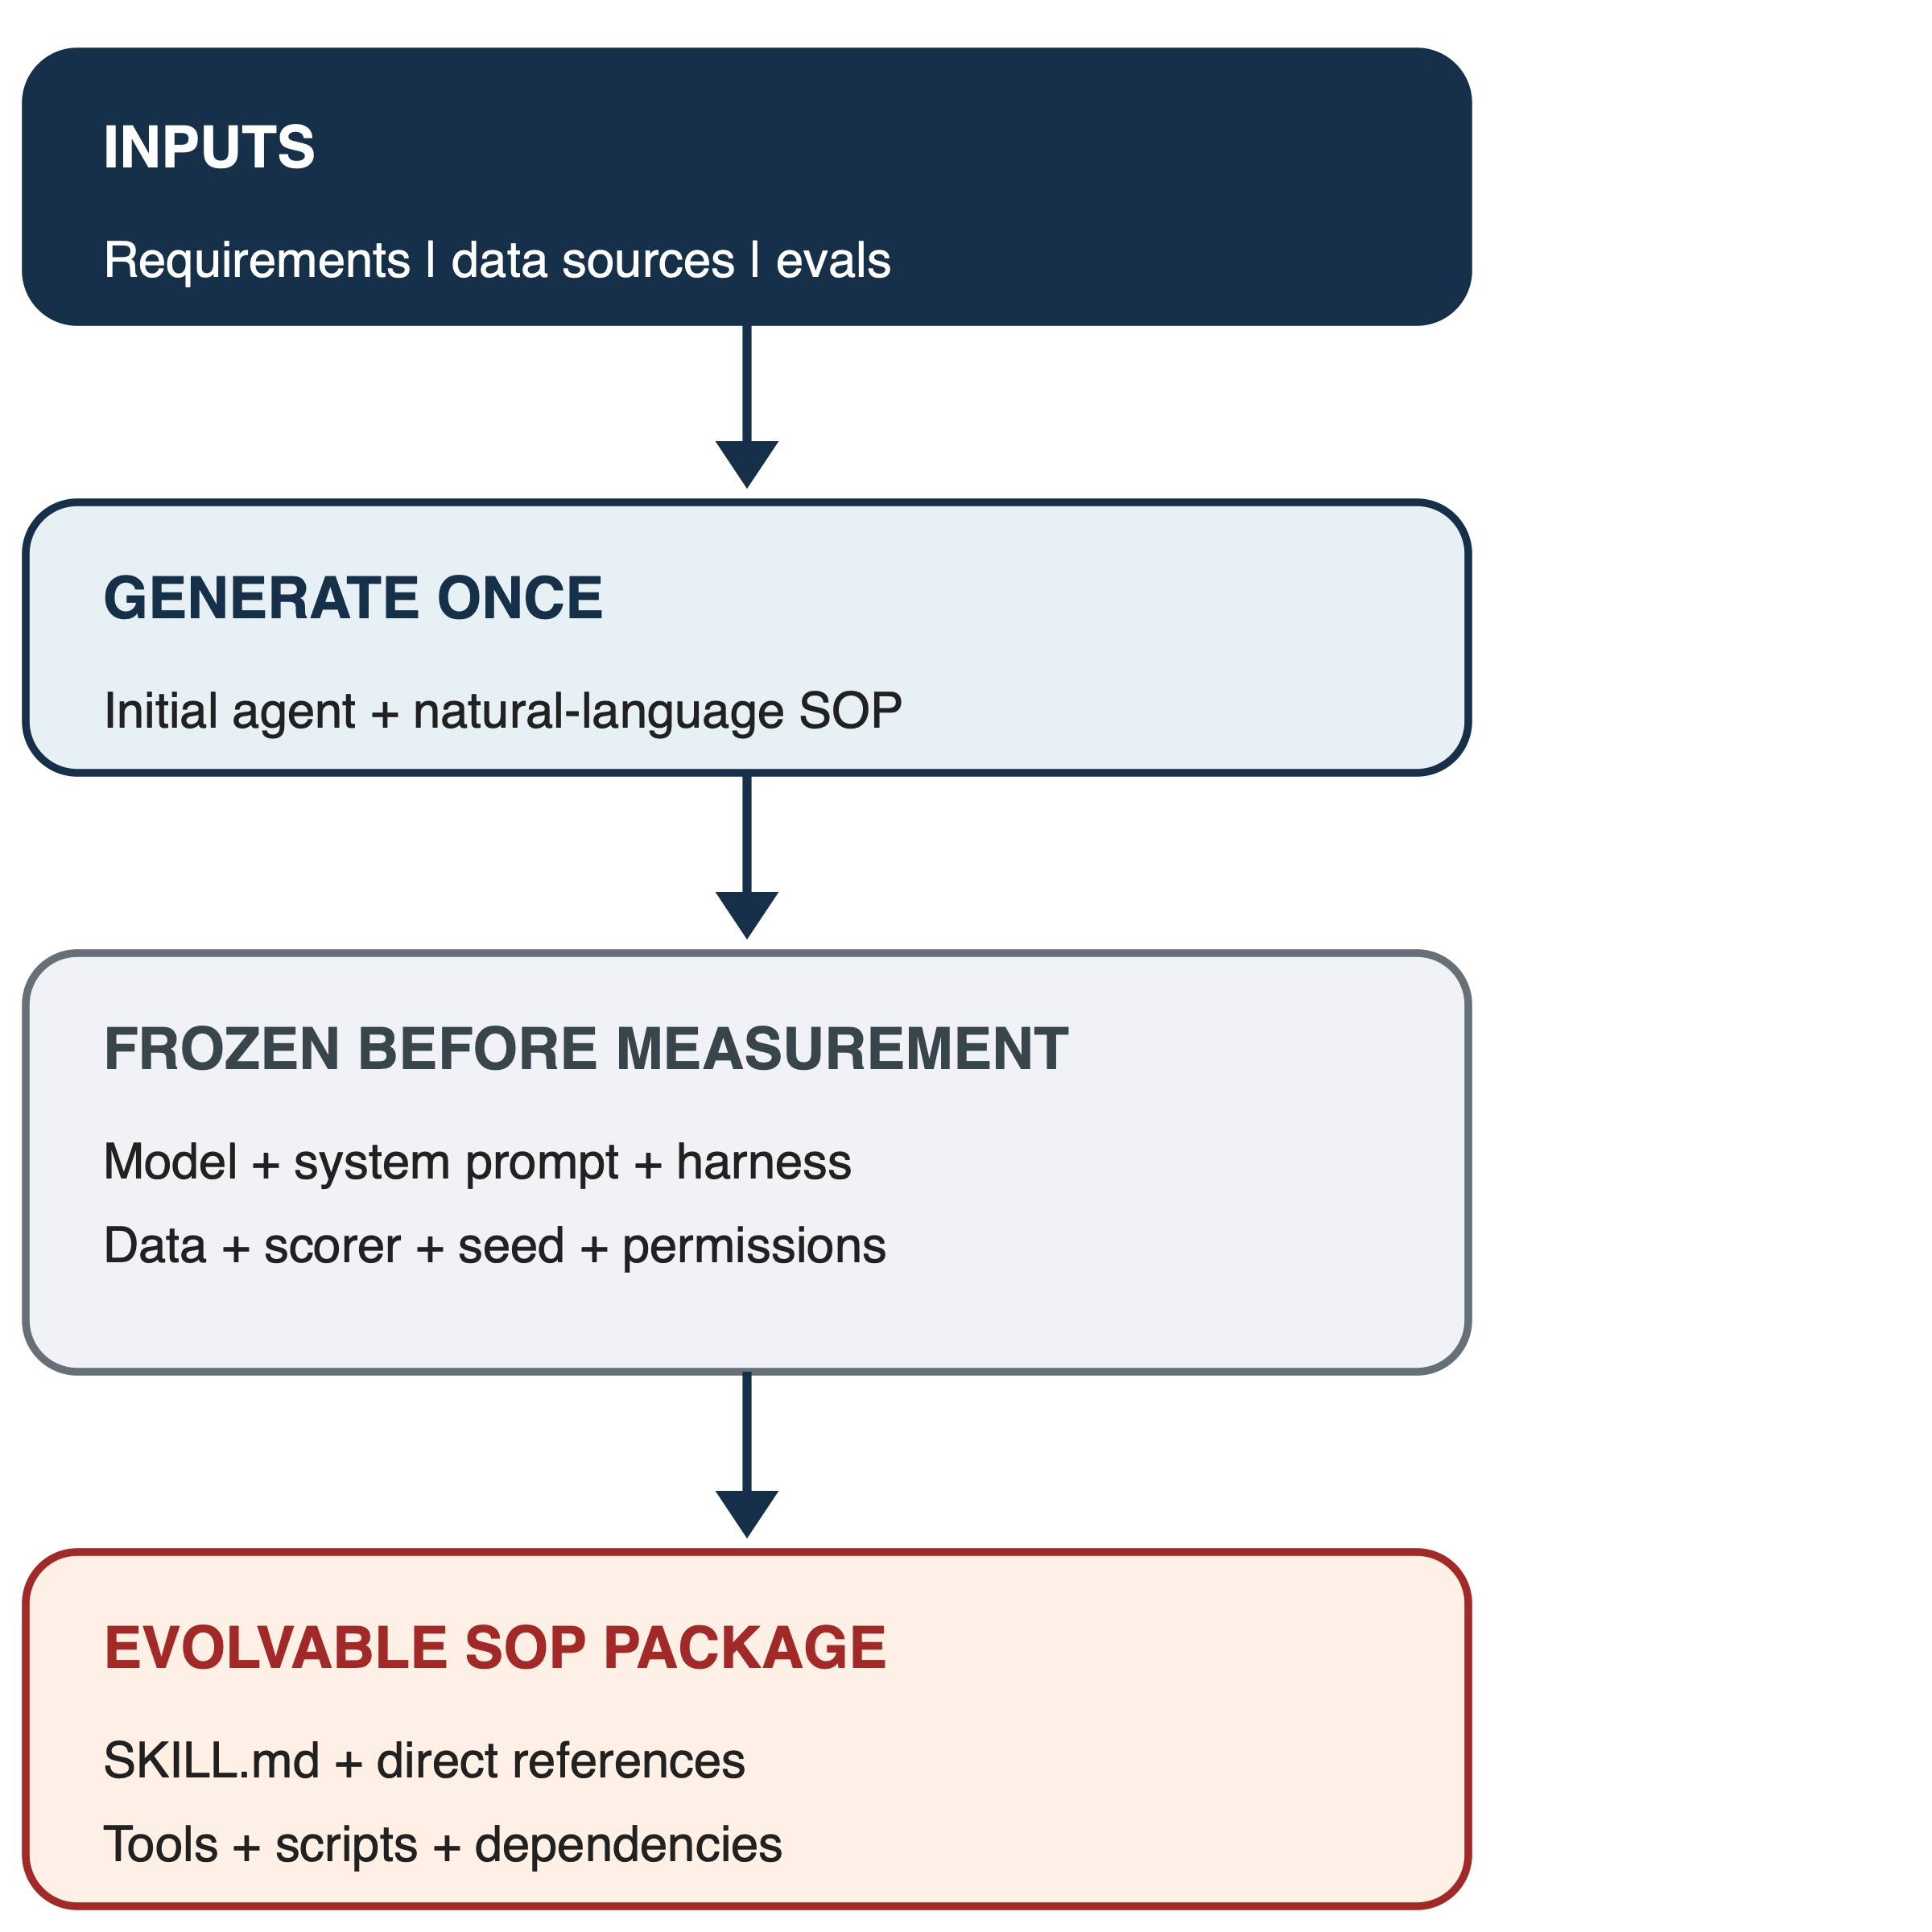 INPUTS
Requirements | data sources | evals
GENERATE ONCE
Initial agent + natural-language SOP
FROZEN BEFORE MEASUREMENT
Model + system prompt + harness
Data + scorer + seed + permissions
EVOLVABLE SOP PACKAGE
SKILL.md + direct references
Tools + scripts + dependencies